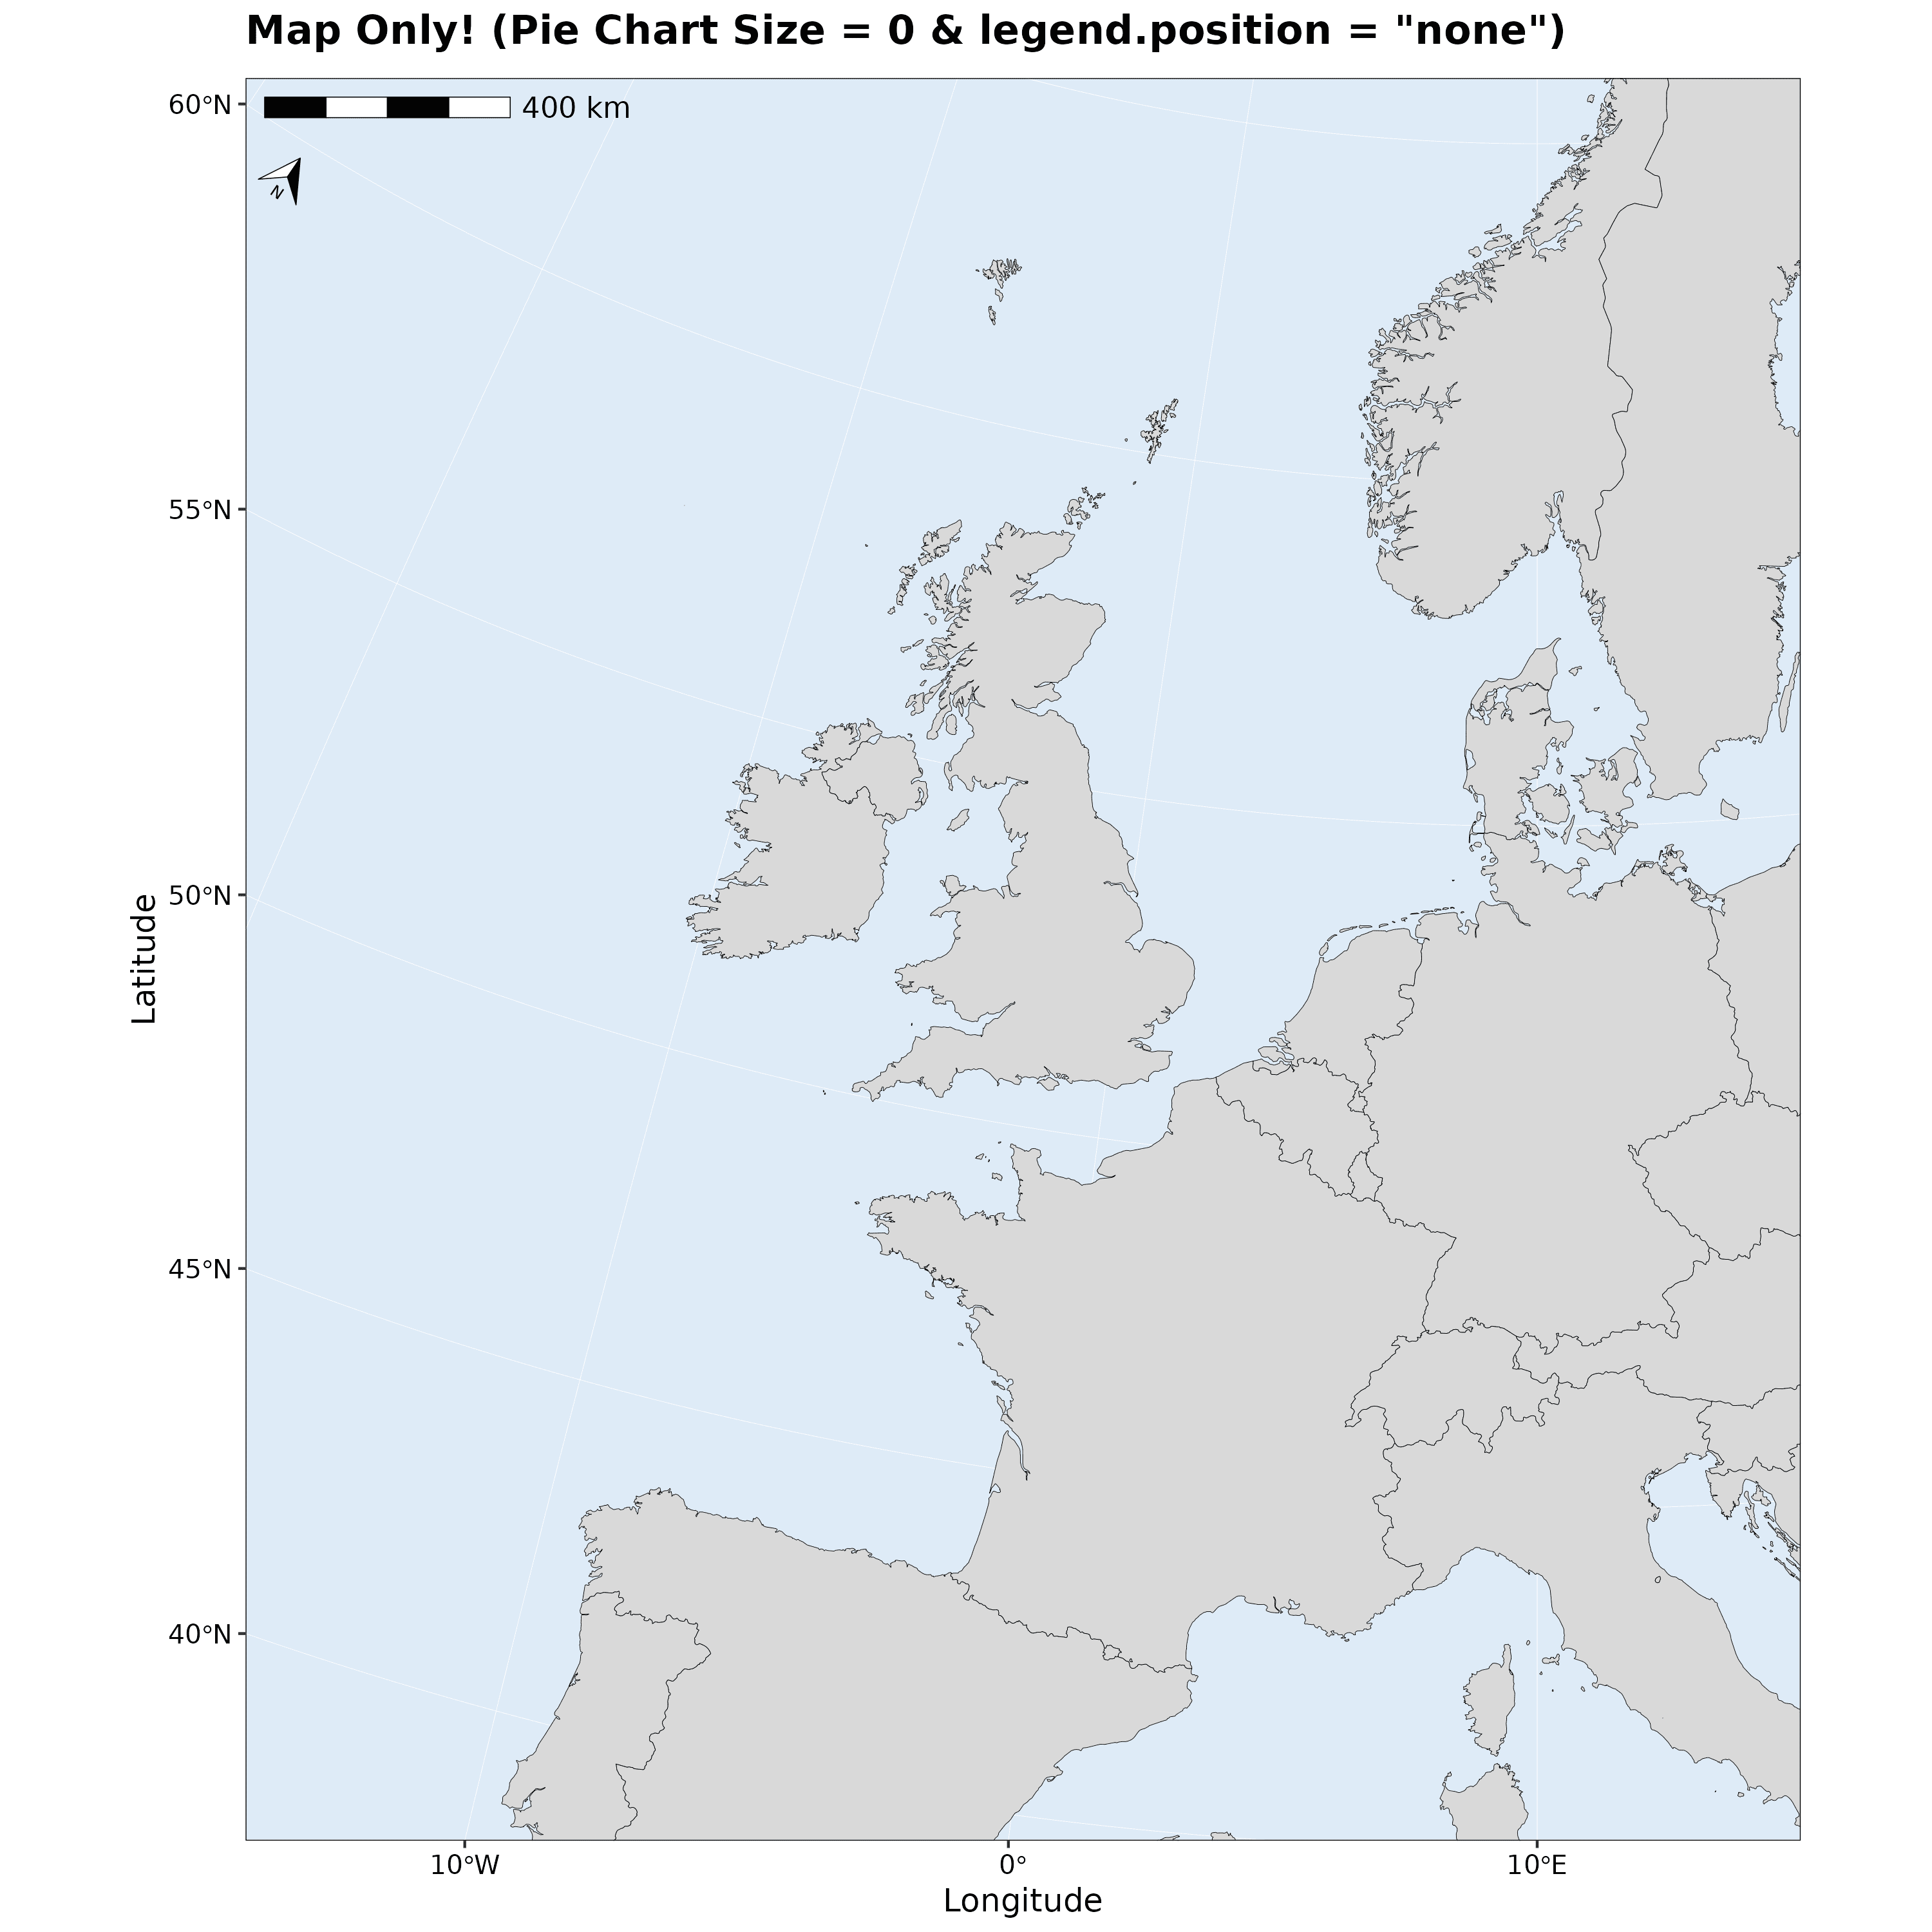 Map Only! (Pie Chart Size = 0 & legend.position = "none")
60°N
400 km
N
55°N
50°N
Latitude
45°N
40°N
10°W
0°
10°E
Longitude